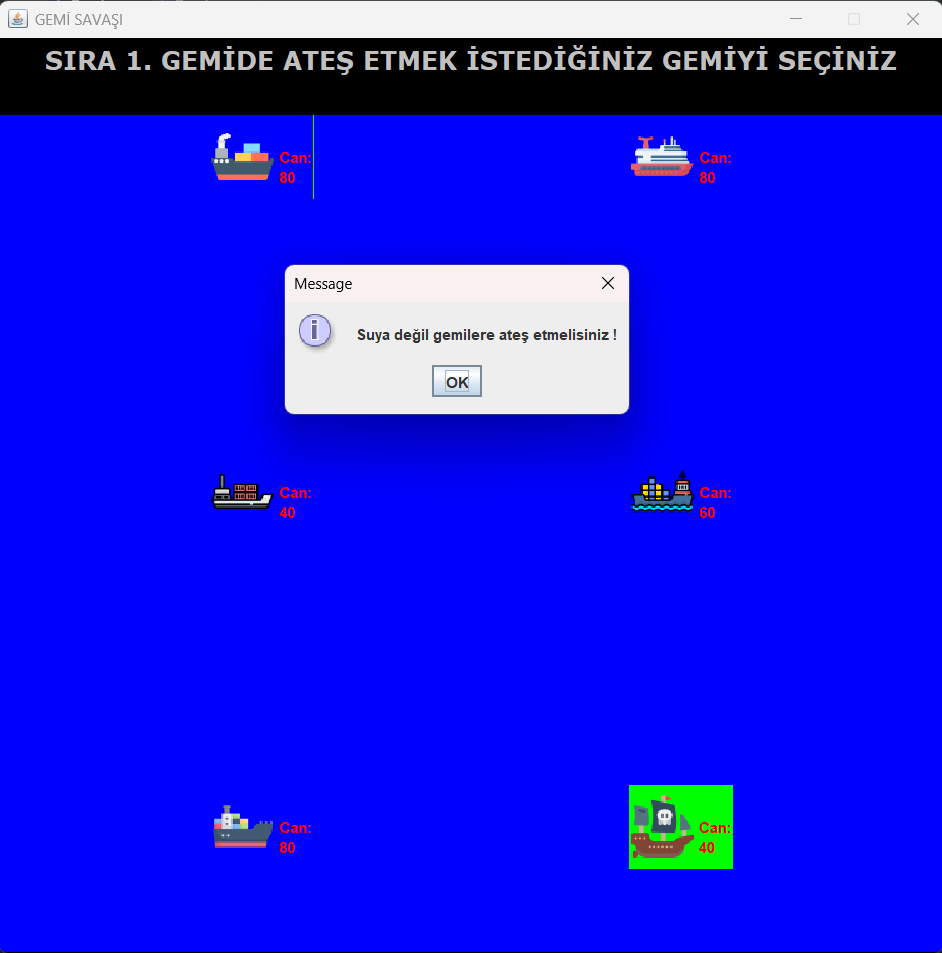 GEMİ SAVAŞI
SIRA 1. GEMİDE ATEŞ ETMEK İSTEDİĞİNİZ GEMİYİ SEÇİNİZ
Can:
80
Can:
80
Message
Suya değil gemilere ateş etmelisiniz !
OK
Can:
40
Can:
60
Can:
80
Can:
40